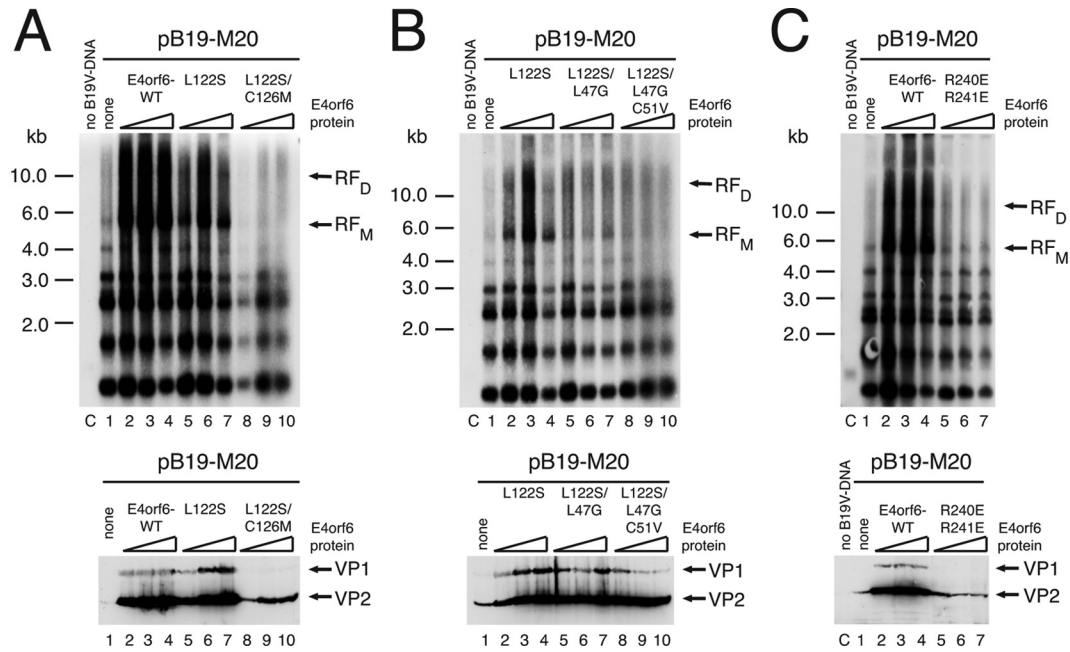 A
pB19-M20
no B19V-DNA
none
E4orf6-
WT
L122S
L122S/
C126M
E4orf6
protein
kb
10.0
6.0
4.0
3.0
2.0
RFD
RFM
C 1 2 3 4 5 6 7 8 9 10
pB19-M20
none
E4orf6-
WT
L122S
L122S/
C126M
E4orf6
protein
VP1
VP2
1 2 3 4 5 6 7 8 9 10
B
pB19-M20
no B19V-DNA
none
L122S
L122S/
L47G
L122S/
L47G
C51V
E4orf6
protein
kb
10.0
6.0
4.0
3.0
2.0
RFD
RFM
C 1 2 3 4 5 6 7 8 9 10
pB19-M20
none
L122S
L122S/
L47G
L122S/
L47G
C51V
E4orf6
protein
VP1
VP2
1 2 3 4 5 6 7 8 9 10
C
pB19-M20
no B19V-DNA
none
E4orf6-
WT
R240E
R241E
E4orf6
protein
kb
10.0
6.0
4.0
3.0
2.0
RFD
RFM
C 1 2 3 4 5 6 7
pB19-M20
no B19V-DNA
none
E4orf6-
WT
R240E
R241E
E4orf6
protein
VP1
VP2
C 1 2 3 4 5 6 7